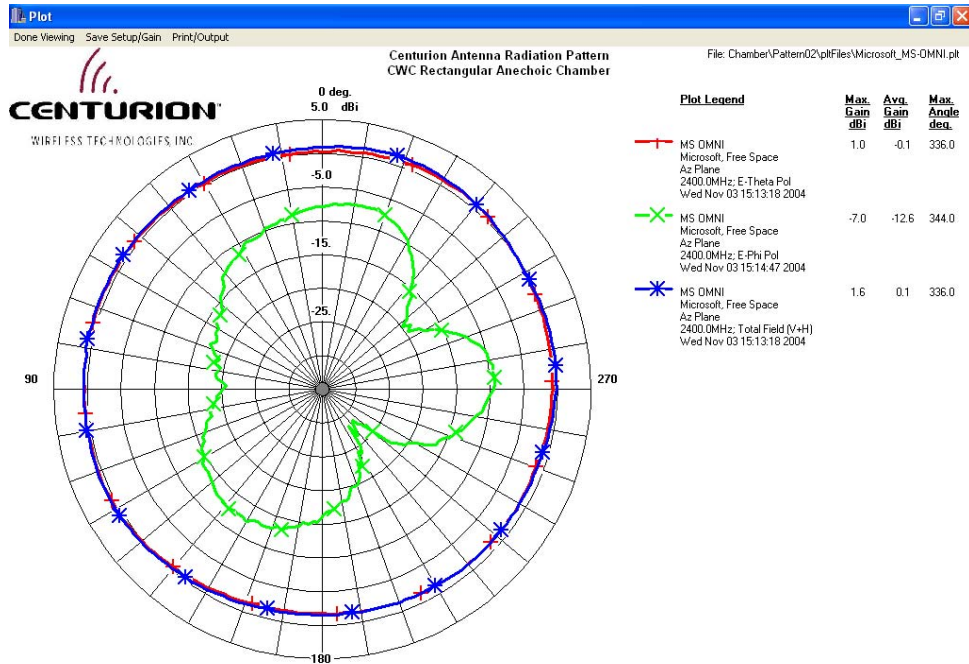 Plot
Done Viewing Save Setup/Gain Print/Output
Centurion Antenna Radiation Pattern
CWC Rectangular Anechoic Chamber
File: Chamber\Pattern02\pltFiles\Microsoft_MS-OMNI.plt
CENTURION
WIRELESS TECHNOLOGIES, INC.
0 deg.
5.0 dBi
-5.0
-15.
-25.
90
270
180
Plot Legend Max. Gain dBi Avg. Gain dBi Max. Angle deg.
MS OMNI 1.0 -0.1 336.0
Microsoft, Free Space
Az Plane
2400.0MHz; E-Theta Pol
Wed Nov 03 15:13:18 2004
MS OMNI -7.0 -12.6 344.0
Microsoft, Free Space
Az Plane
2400.0MHz; E-Phi Pol
Wed Nov 03 15:14:47 2004
MS OMNI 1.6 0.1 336.0
Microsoft, Free Space
Az Plane
2400.0MHz; Total Field (V+H)
Wed Nov 03 15:13:18 2004